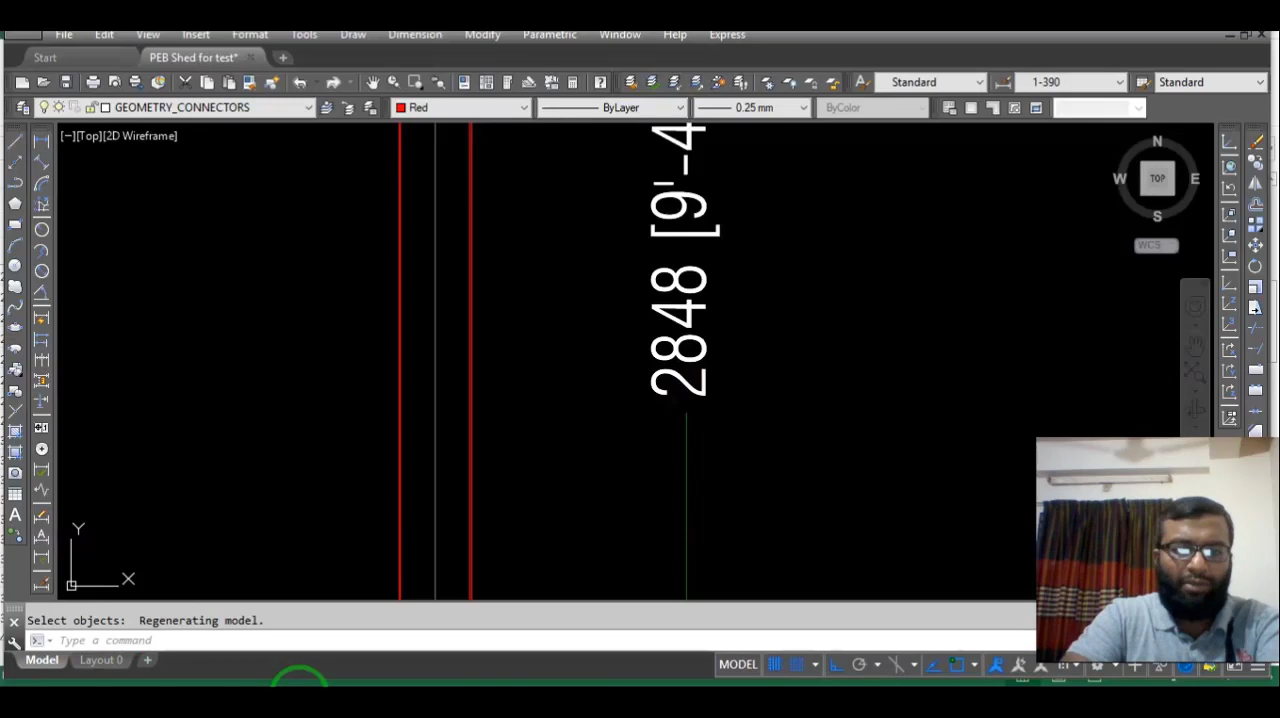 File Edit View Insert Format Tools Draw Dimension Modify Parametric Window Help Express
Start PEB Shed for test*
Standard 1-390 Standard
GEOMETRY_CONNECTORS Red ByLayer 0.25 mm ByColor
[−][Top][2D Wireframe]
N
W TOP E
S
WCS
2848 [9'-4
Y
X
Select objects: Regenerating model.
Type a command
Model Layout 0
MODEL 1:1